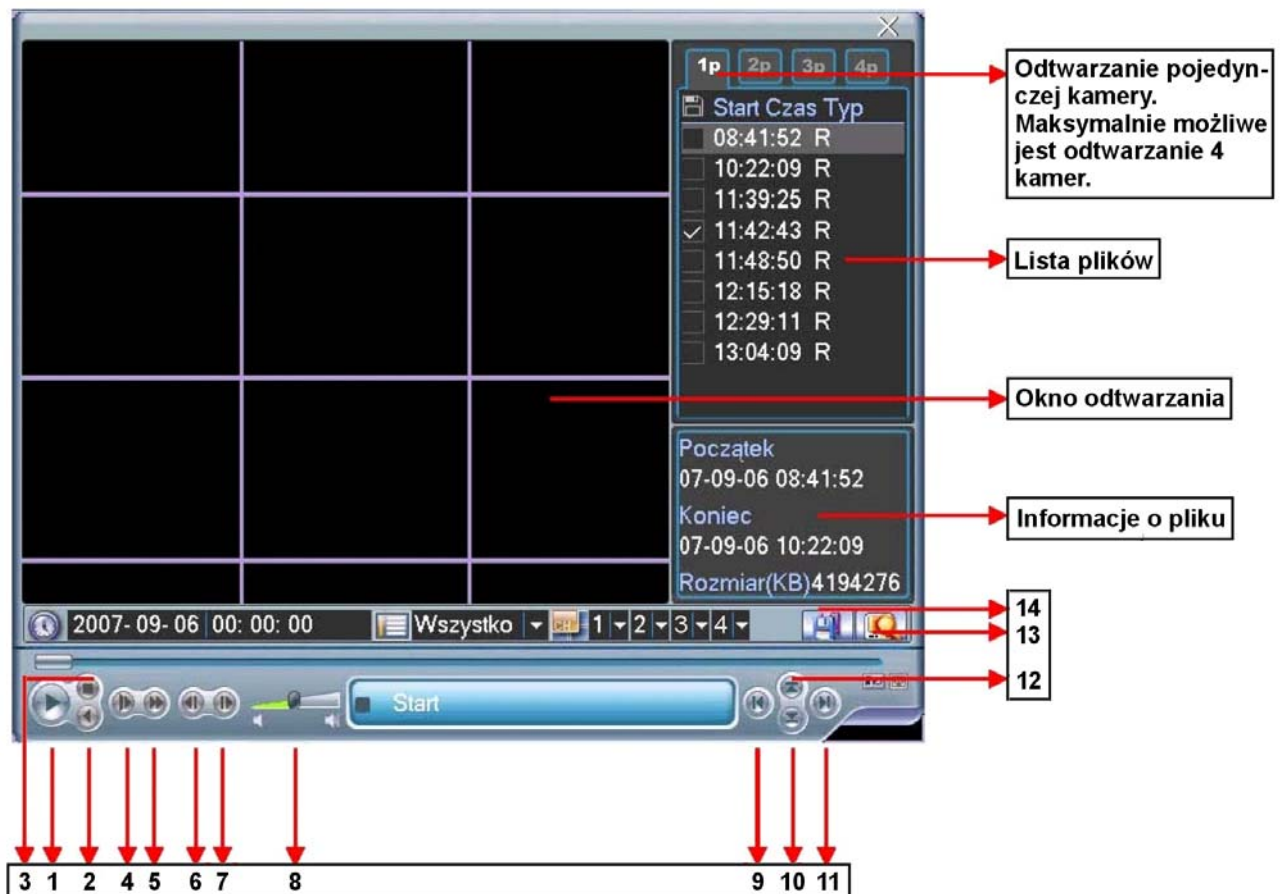 1p 2p 3p 4p
Start Czas Typ
08:41:52 R
10:22:09 R
11:39:25 R
11:42:43 R
11:48:50 R
12:15:18 R
12:29:11 R
13:04:09 R
Początek
07-09-06 08:41:52
Koniec
07-09-06 10:22:09
Rozmiar(KB)4194276
2007- 09- 06 00: 00: 00 Wszystko CH 1 2 3 4
Start
Odtwarzanie pojedyn-
czej kamery.
Maksymalnie możliwe
jest odtwarzanie 4
kamer.
Lista plików
Okno odtwarzania
Informacje o pliku
14
13
12
3 1 2 4 5 6 7 8 9 10 11